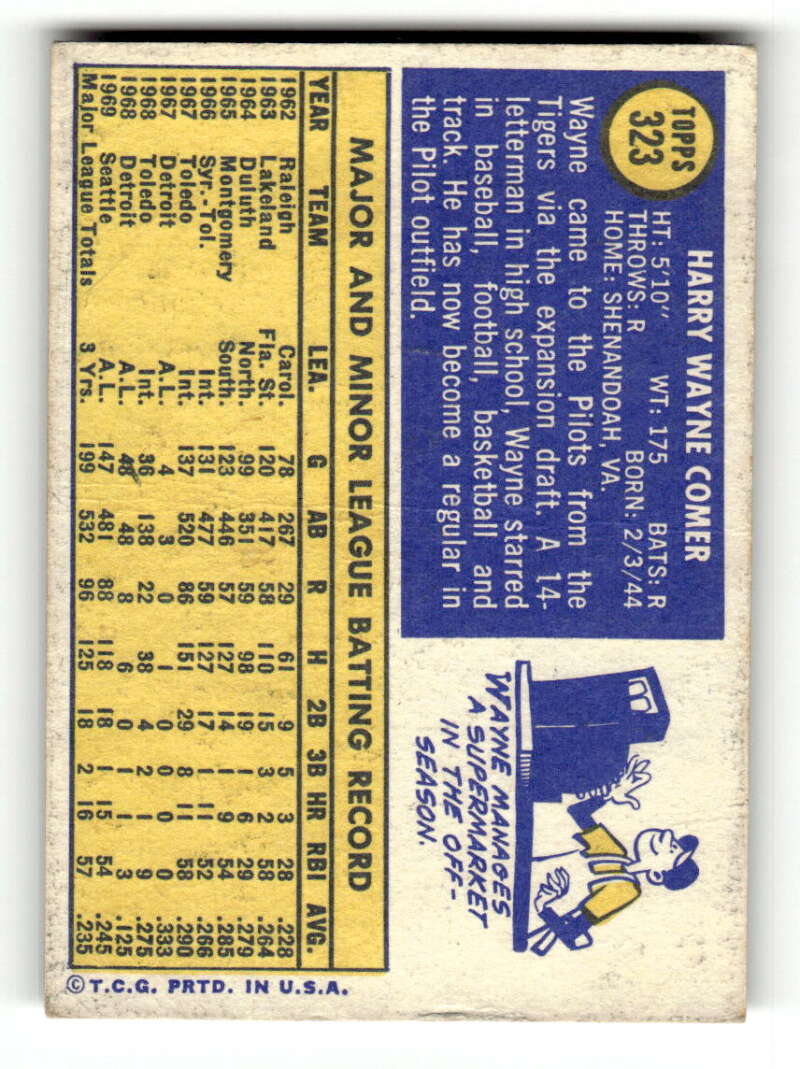 TOPPS
323
HARRY WAYNE COMER
HT: 5'10" WT: 175 BATS: R
THROWS: R BORN: 2/3/44
HOME: SHENANDOAH, VA.
Wayne came to the Pilots from the
Tigers via the expansion draft. A 14-
letterman in high school, Wayne starred
in baseball, football, basketball and
track. He has now become a regular in
the Pilot outfield.
WAYNE MANAGES
A SUPERMARKET
IN THE OFF-
SEASON.
MAJOR AND MINOR LEAGUE BATTING RECORD
YEAR TEAM LEA. G AB R H 2B 3B HR RBI AVG.
1962 Raleigh Carol. 78 267 29 61 9 5 3 28 .228
1963 Lakeland Fla. St. 120 417 58 110 15 3 2 58 .264
1964 Duluth North. 99 351 59 98 19 1 6 29 .279
1965 Montgomery South. 123 446 57 127 14 1 9 54 .285
1966 Syr.-Tol. Int. 131 477 59 127 17 1 11 52 .266
1967 Toledo Int. 137 520 86 151 29 8 11 58 .290
1967 Detroit A.L. 4 3 0 1 0 0 0 0 .333
1968 Toledo Int. 36 138 22 38 4 2 1 9 .275
1968 Detroit A.L. 48 48 8 6 0 1 1 3 .125
1969 Seattle A.L. 147 481 88 118 18 1 15 54 .245
Major League Totals 3 Yrs. 199 532 96 125 18 2 16 57 .235
© T.C.G. PRTD. IN U.S.A.